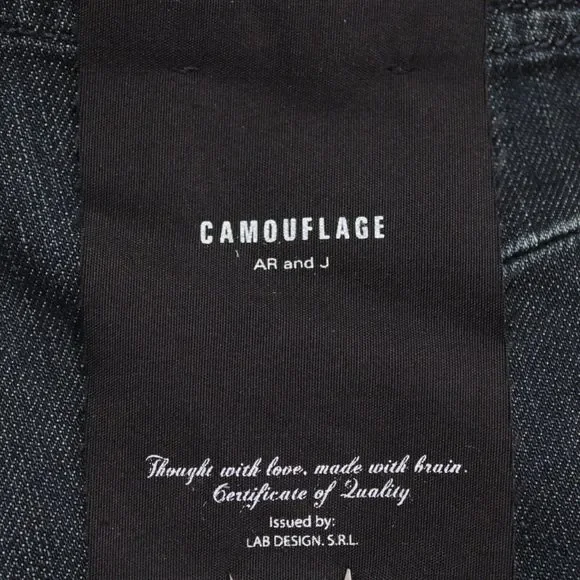 CAMOUFLAGE
AR and J
Thought with love, made with brain.
Certificate of Quality
Issued by:
LAB DESIGN. S.R.L.